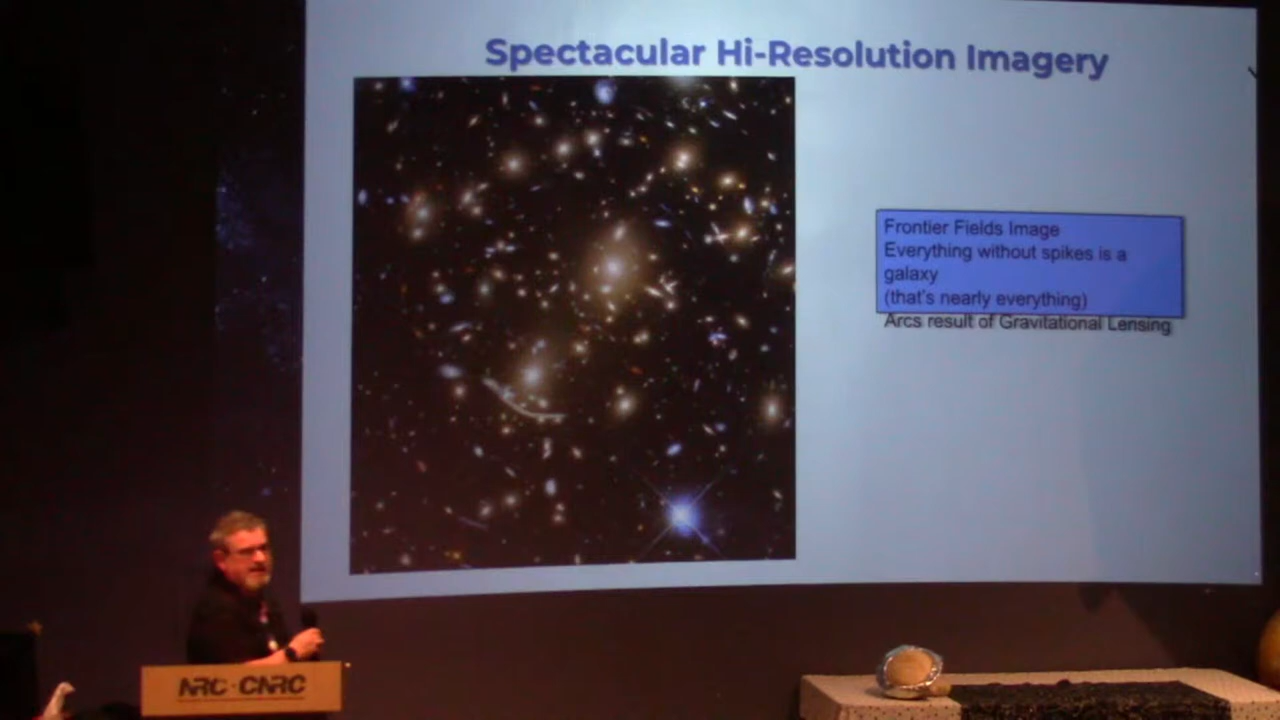 Spectacular Hi-Resolution Imagery
Frontier Fields Image
Everything without spikes is a
galaxy
(that's nearly everything)
Arcs result of Gravitational Lensing
NRC·CNRC